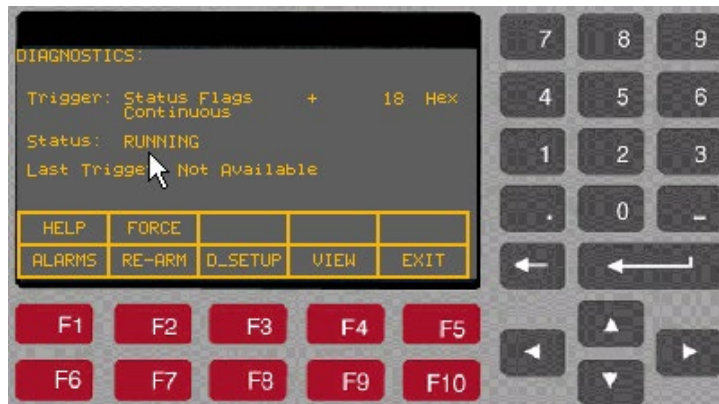 DIAGNOSTICS:
Trigger: Status Flags + 18 Hex
Continuous
Status: RUNNING
Last Trigger Not Available
HELP FORCE
ALARMS RE-ARM D_SETUP VIEW EXIT
F1 F2 F3 F4 F5
F6 F7 F8 F9 F10
7 8 9
4 5 6
1 2 3
. 0 -